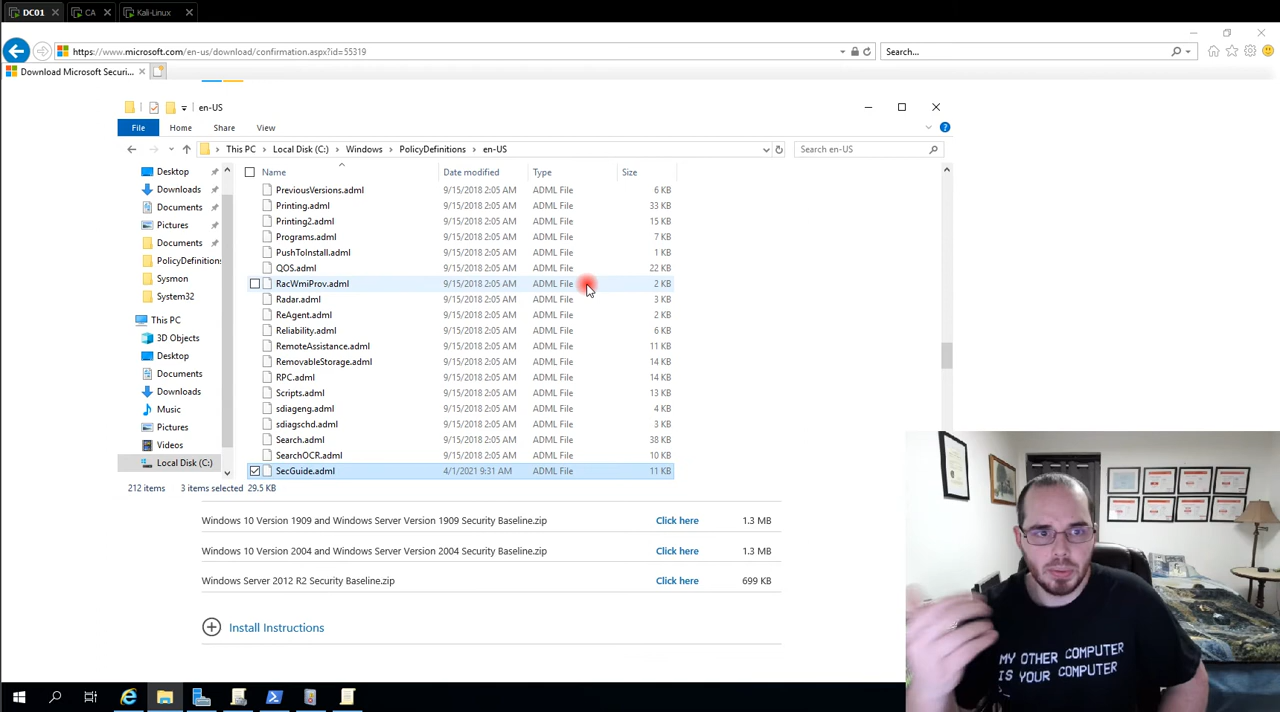 DC01
CA
Kali-Linux
https://www.microsoft.com/en-us/download/confirmation.aspx?id=55319
Search...
Download Microsoft Securi...
en-US
File Home Share View
This PC Local Disk (C:) Windows PolicyDefinitions en-US
Search en-US
Desktop
Downloads
Documents
Pictures
Documents
PolicyDefinitions
Sysmon
System32
This PC
3D Objects
Desktop
Documents
Downloads
Music
Pictures
Videos
Local Disk (C:)
Name Date modified Type Size
PreviousVersions.adml 9/15/2018 2:05 AM ADML File 6 KB
Printing.adml 9/15/2018 2:05 AM ADML File 33 KB
Printing2.adml 9/15/2018 2:05 AM ADML File 15 KB
Programs.adml 9/15/2018 2:05 AM ADML File 7 KB
PushToInstall.adml 9/15/2018 2:05 AM ADML File 1 KB
QOS.adml 9/15/2018 2:05 AM ADML File 22 KB
RacWmiProv.adml 9/15/2018 2:05 AM ADML File 2 KB
Radar.adml 9/15/2018 2:05 AM ADML File 3 KB
ReAgent.adml 9/15/2018 2:05 AM ADML File 2 KB
Reliability.adml 9/15/2018 2:05 AM ADML File 6 KB
RemoteAssistance.adml 9/15/2018 2:05 AM ADML File 11 KB
RemovableStorage.adml 9/15/2018 2:05 AM ADML File 14 KB
RPC.adml 9/15/2018 2:05 AM ADML File 14 KB
Scripts.adml 9/15/2018 2:05 AM ADML File 13 KB
sdiageng.adml 9/15/2018 2:05 AM ADML File 4 KB
sdiagschd.adml 9/15/2018 2:05 AM ADML File 3 KB
Search.adml 9/15/2018 2:05 AM ADML File 38 KB
SearchOCR.adml 9/15/2018 2:05 AM ADML File 10 KB
SecGuide.adml 4/1/2021 9:31 AM ADML File 11 KB
212 items 3 items selected 29.5 KB
Windows 10 Version 1909 and Windows Server Version 1909 Security Baseline.zip Click here 1.3 MB
Windows 10 Version 2004 and Windows Server Version 2004 Security Baseline.zip Click here 1.3 MB
Windows Server 2012 R2 Security Baseline.zip Click here 699 KB
Install Instructions
MY OTHER COMPUTER
IS YOUR COMPUTER